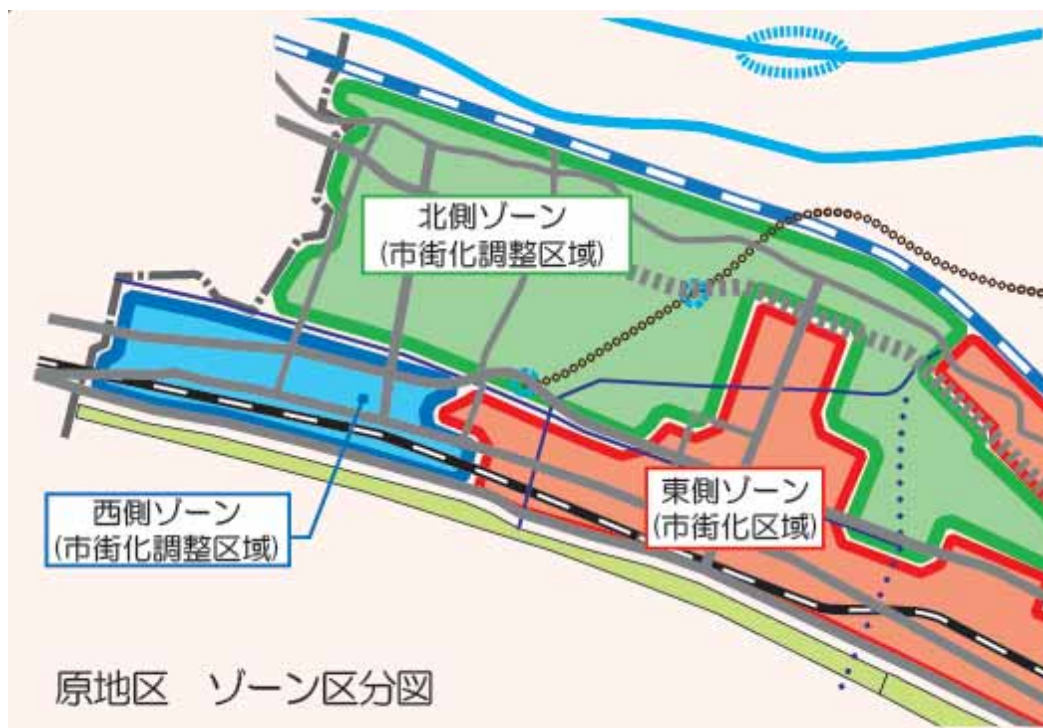 北側ゾーン
(市街化調整区域)
東側ゾーン
(市街化区域)
西側ゾーン
(市街化調整区域)
原地区　ゾーン区分図